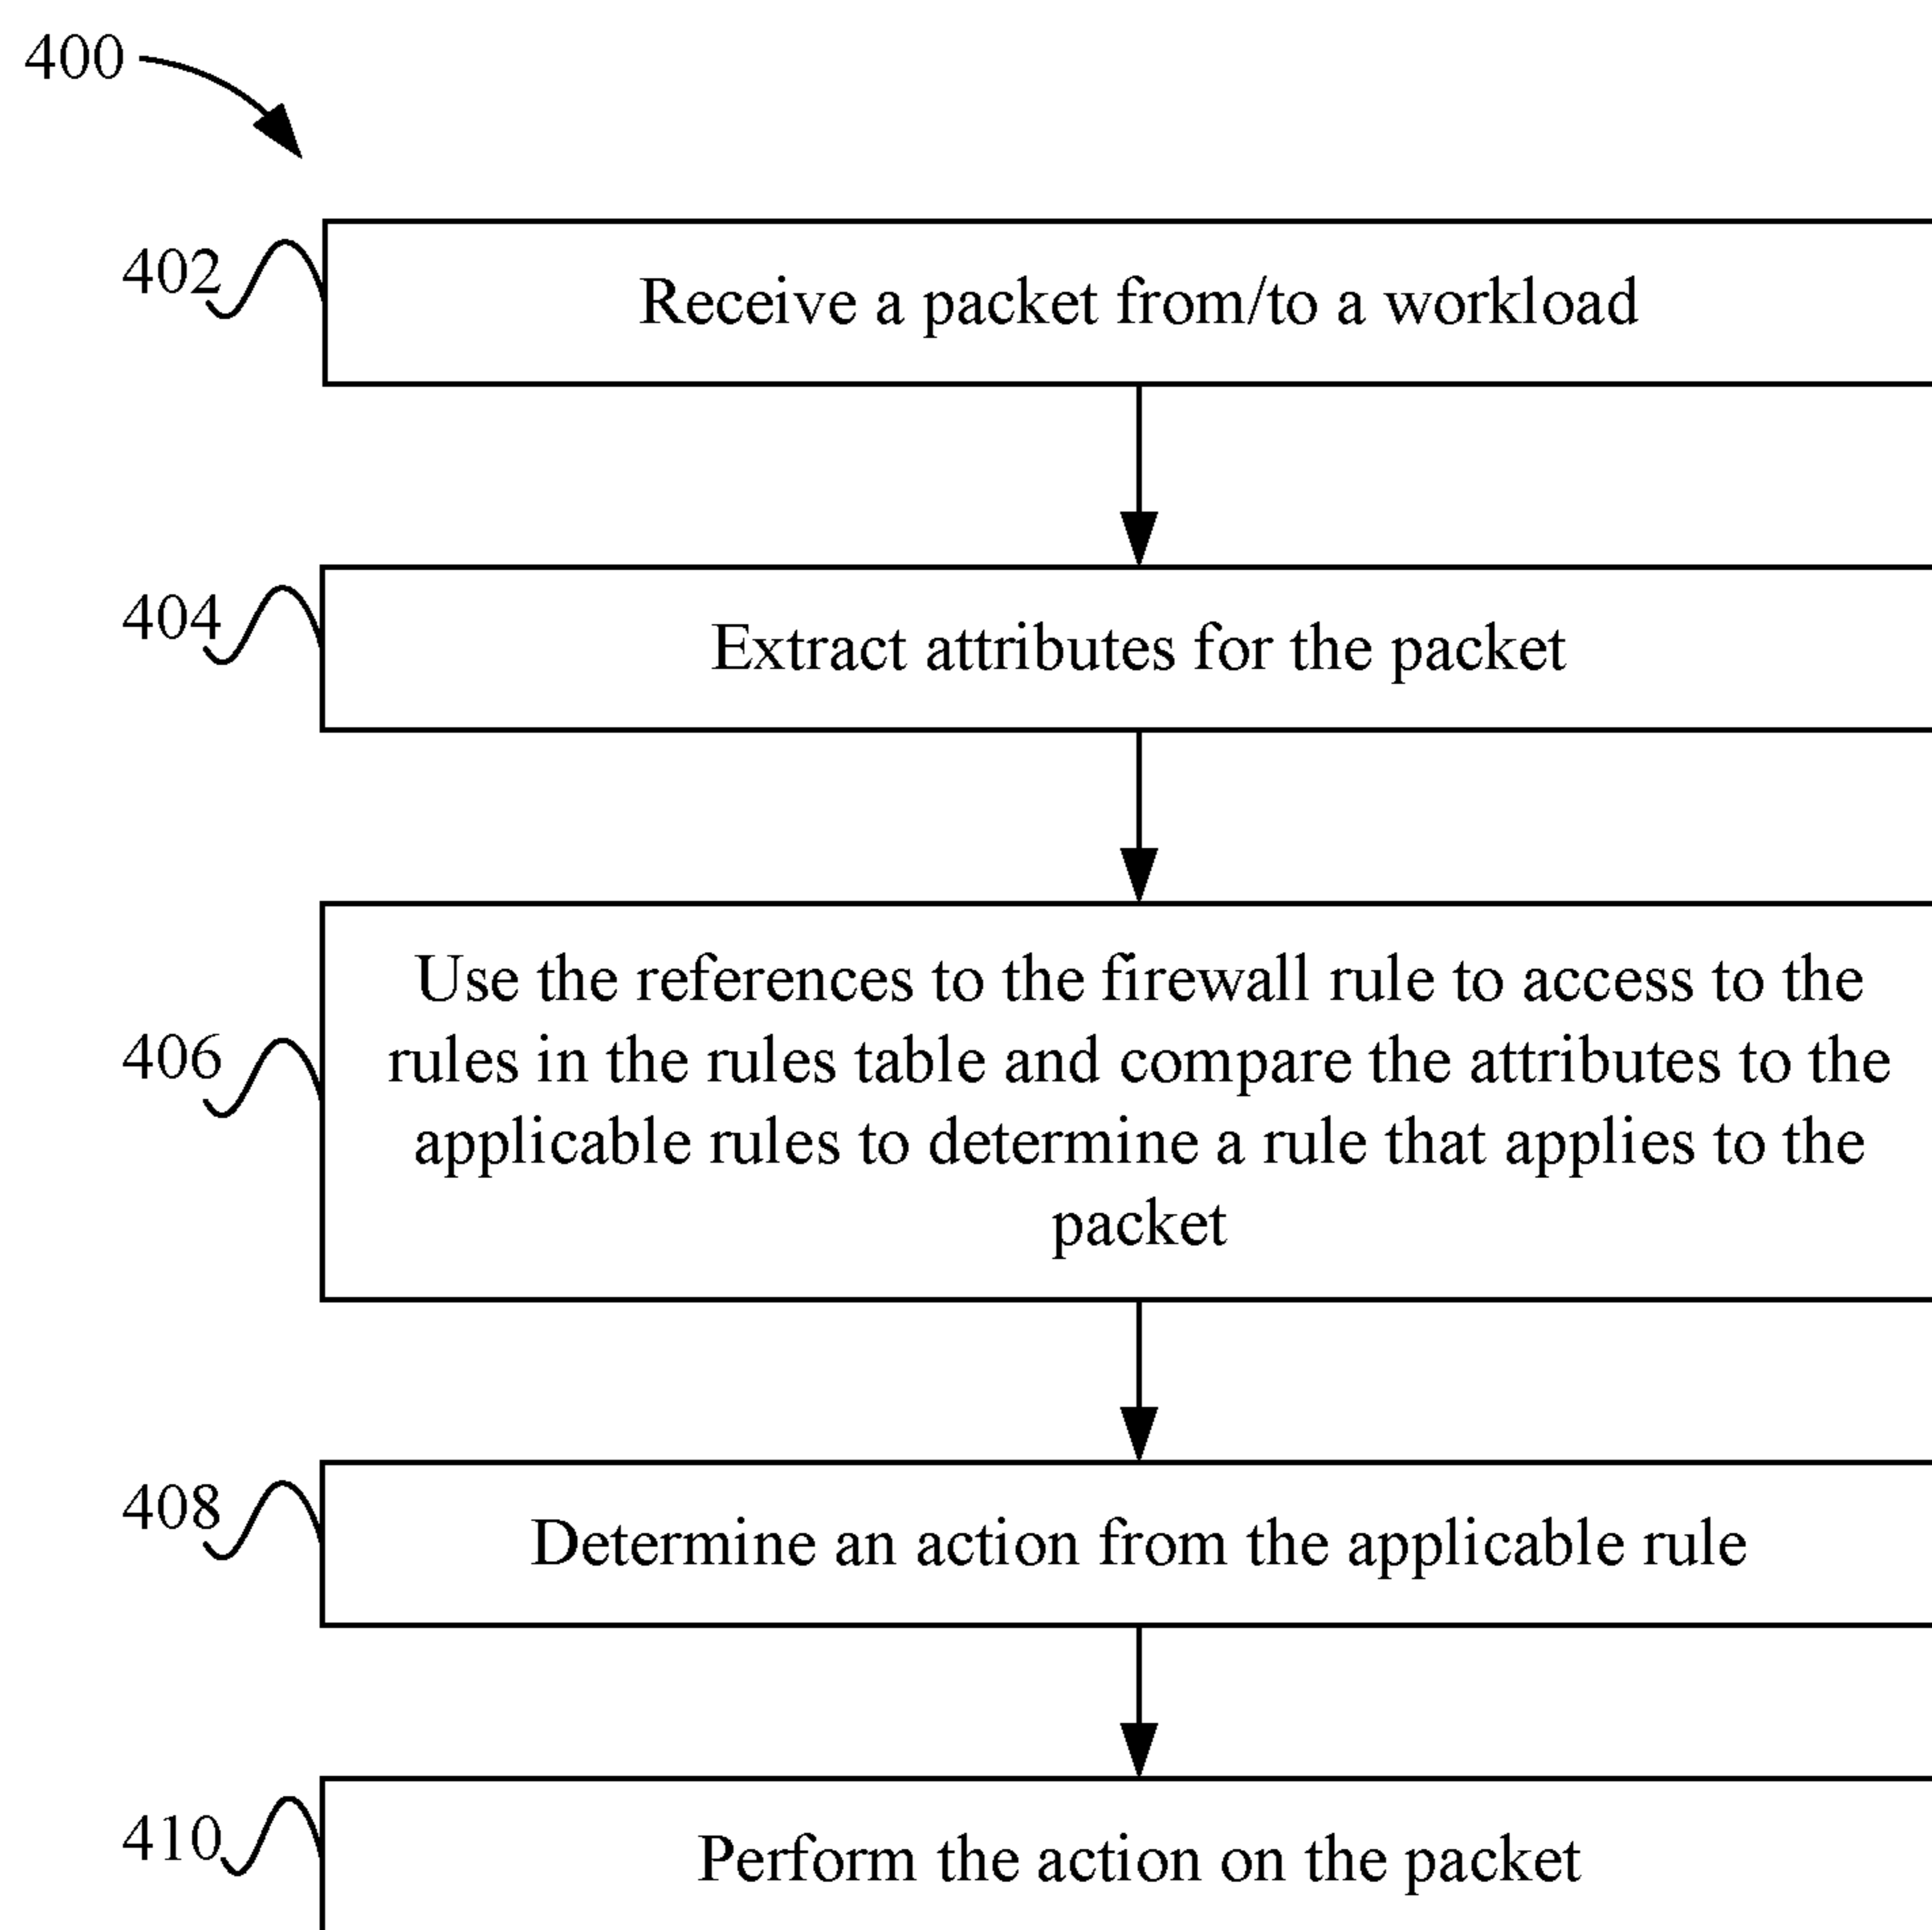 400
402
Receive a packet from/to a workload
404
Extract attributes for the packet
406
Use the references to the firewall rule to access to the
rules in the rules table and compare the attributes to the
applicable rules to determine a rule that applies to the
packet
408
Determine an action from the applicable rule
410
Perform the action on the packet